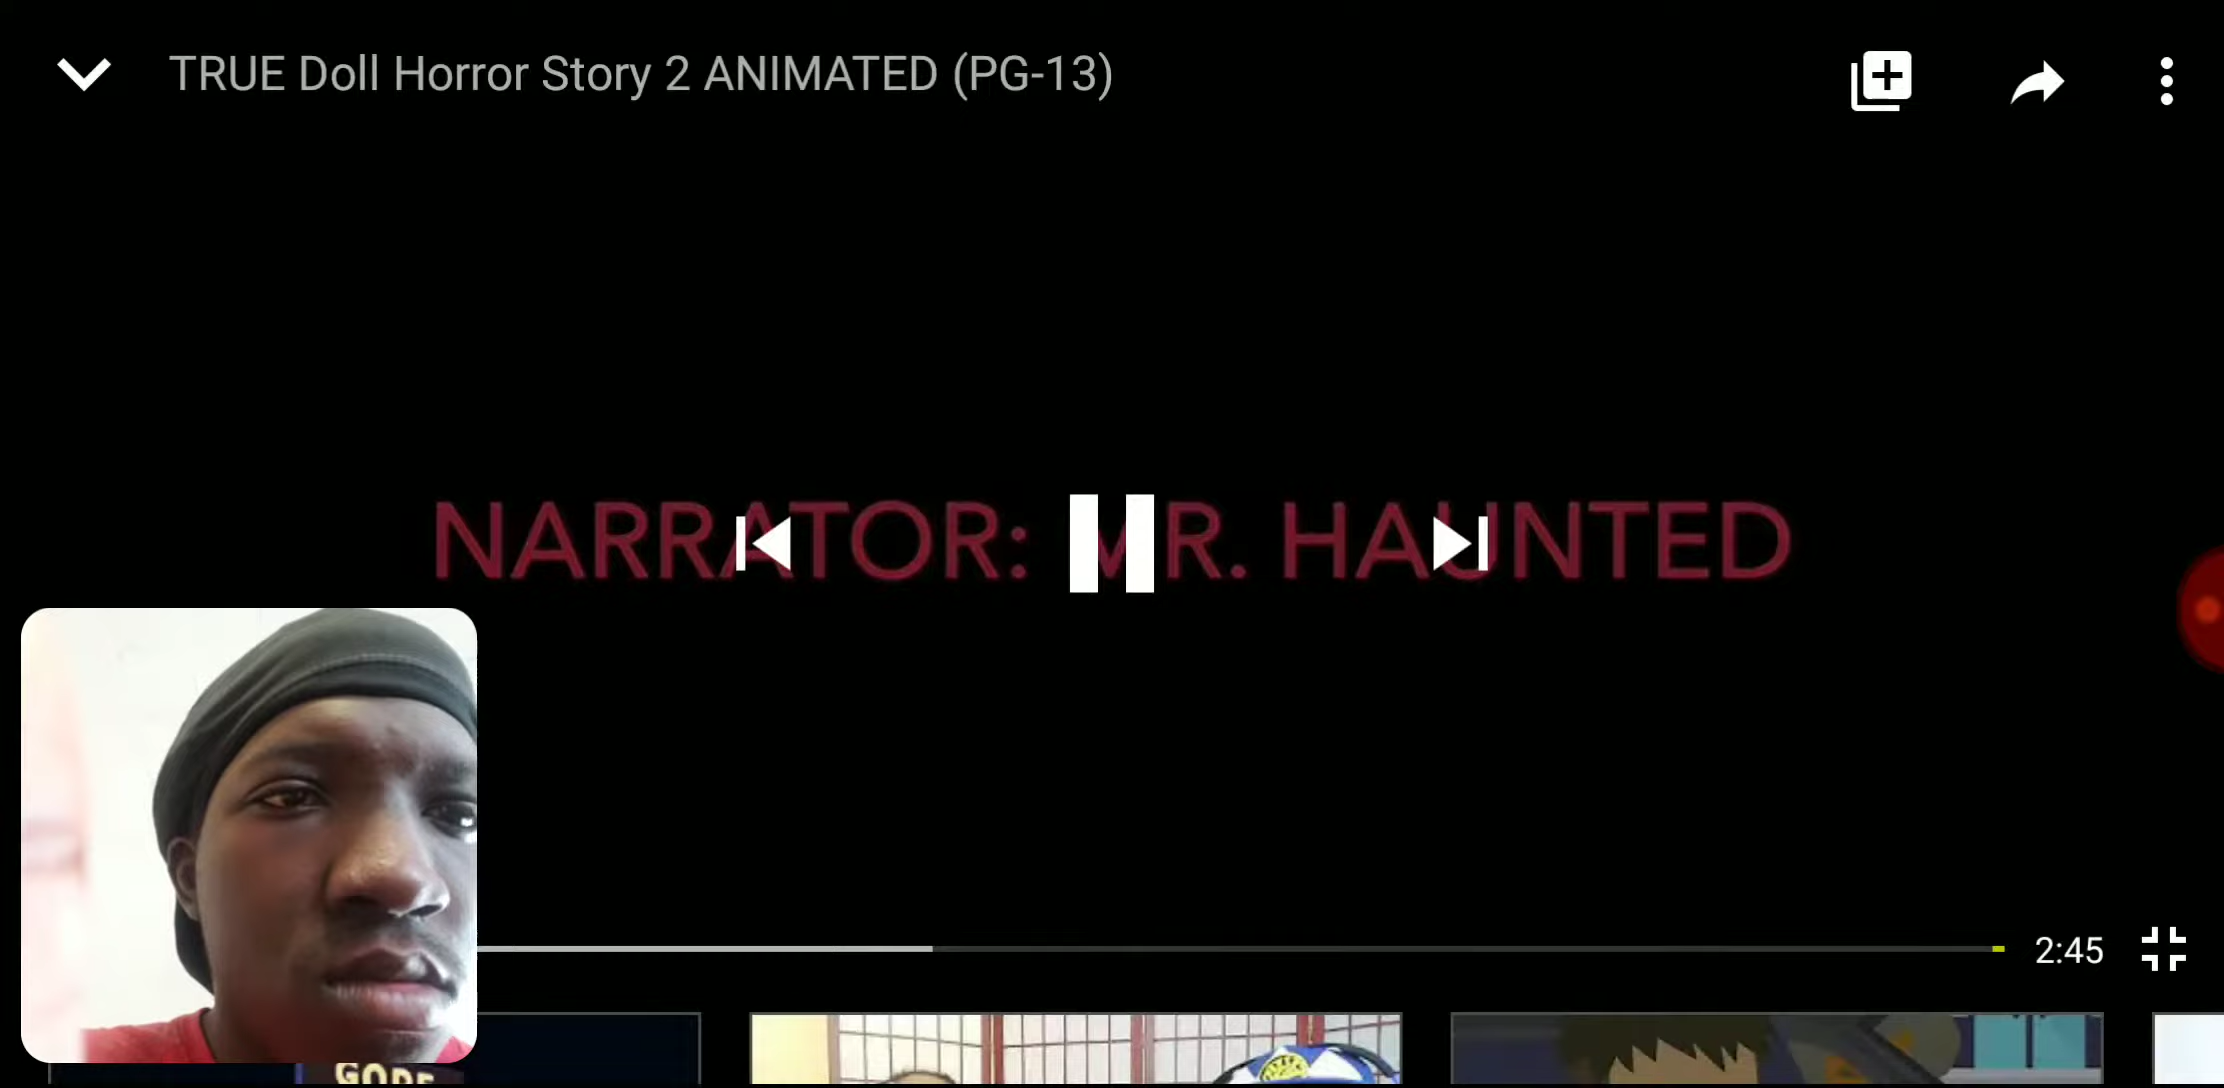 TRUE Doll Horror Story 2 ANIMATED (PG-13)
NARRATOR: MR. HAUNTED
2:45